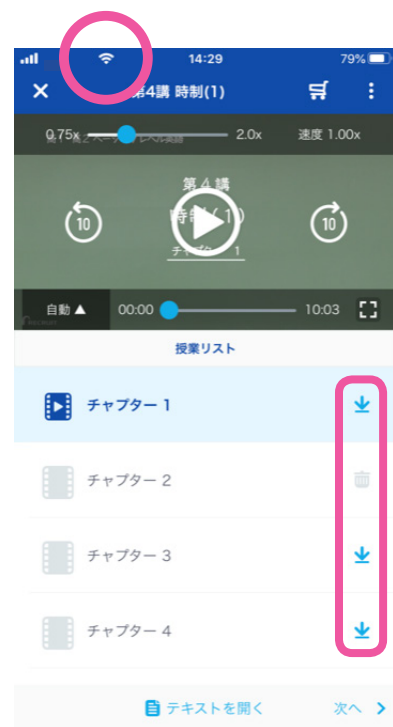 14:29
79%
第4講 時制(1)
0.75x
2.0x
速度 1.00x
第4講
時制(1)
チャプター 1
10
10
自動▲
00:00
10:03
授業リスト
チャプター 1
チャプター 2
チャプター 3
チャプター 4
テキストを開く
次へ >